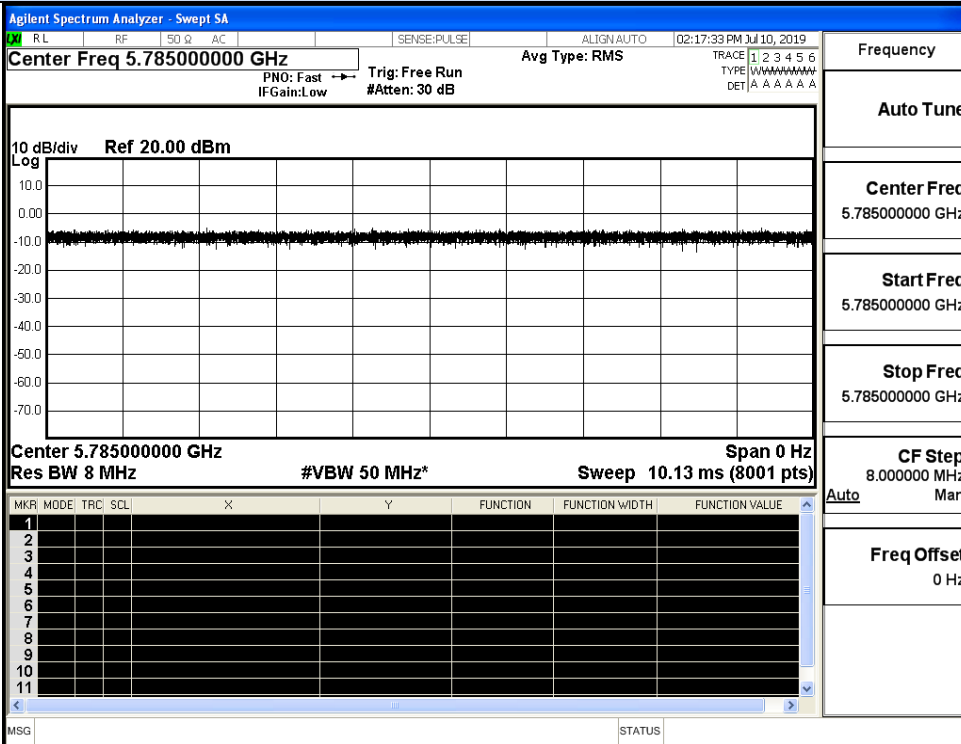 Agilent Spectrum Analyzer - Swept SA
LXI RL RF 50 Ω AC SENSE:PULSE ALIGN AUTO 02:17:33 PM Jul 10, 2019
Center Freq 5.785000000 GHz
PNO: Fast
IFGain:Low
Trig: Free Run
#Atten: 30 dB
Avg Type: RMS
TRACE 1 2 3 4 5 6
TYPE WWWWWW
DET A A A A A A
10 dB/div
Log
Ref 20.00 dBm
10.0
0.00
-10.0
-20.0
-30.0
-40.0
-50.0
-60.0
-70.0
Center 5.785000000 GHz Span 0 Hz
Res BW 8 MHz #VBW 50 MHz* Sweep 10.13 ms (8001 pts)
MKR MODE TRC SCL X Y FUNCTION FUNCTION WIDTH FUNCTION VALUE
1
2
3
4
5
6
7
8
9
10
11
MSG STATUS
Frequency
Auto Tune
Center Freq
5.785000000 GHz
Start Freq
5.785000000 GHz
Stop Freq
5.785000000 GHz
CF Step
8.000000 MHz
Auto Man
Freq Offset
0 Hz